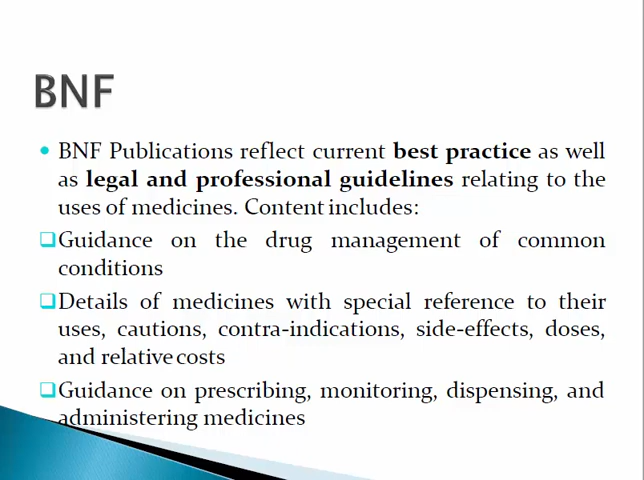 BNF
• BNF Publications reflect current best practice as well
as legal and professional guidelines relating to the
uses of medicines. Content includes:
❑Guidance on the drug management of common
conditions
❑Details of medicines with special reference to their
uses, cautions, contra-indications, side-effects, doses,
and relative costs
❑Guidance on prescribing, monitoring, dispensing, and
administering medicines